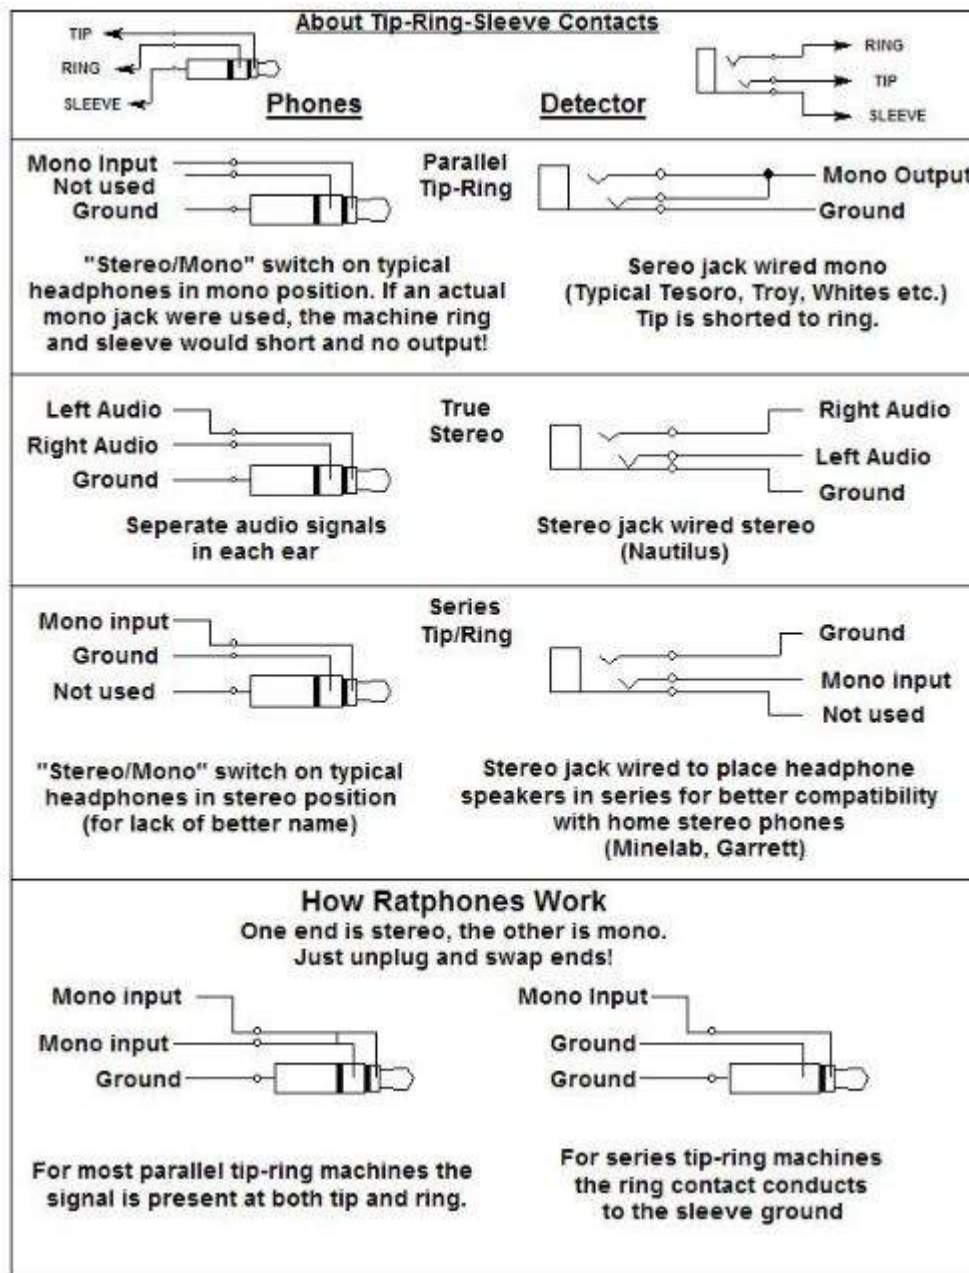 About Tip-Ring-Sleeve Contacts
TIP
RING
SLEEVE
Phones
Detector
RING
TIP
SLEEVE
Mono Input
Not used
Ground
Parallel
Tip-Ring
Mono Output
Ground
"Stereo/Mono" switch on typical
headphones in mono position. If an actual
mono jack were used, the machine ring
and sleeve would short and no output!
Sereo jack wired mono
(Typical Tesoro, Troy, Whites etc.)
Tip is shorted to ring.
Left Audio
Right Audio
Ground
True
Stereo
Right Audio
Left Audio
Ground
Seperate audio signals
in each ear
Stereo jack wired stereo
(Nautilus)
Mono input
Ground
Not used
Series
Tip/Ring
Ground
Mono input
Not used
"Stereo/Mono" switch on typical
headphones in stereo position
(for lack of better name)
Stereo jack wired to place headphone
speakers in series for better compatibility
with home stereo phones
(Minelab, Garrett)
How Ratphones Work
One end is stereo, the other is mono.
Just unplug and swap ends!
Mono input
Mono input
Ground
Mono Input
Ground
Ground
For most parallel tip-ring machines the
signal is present at both tip and ring.
For series tip-ring machines
the ring contact conducts
to the sleeve ground